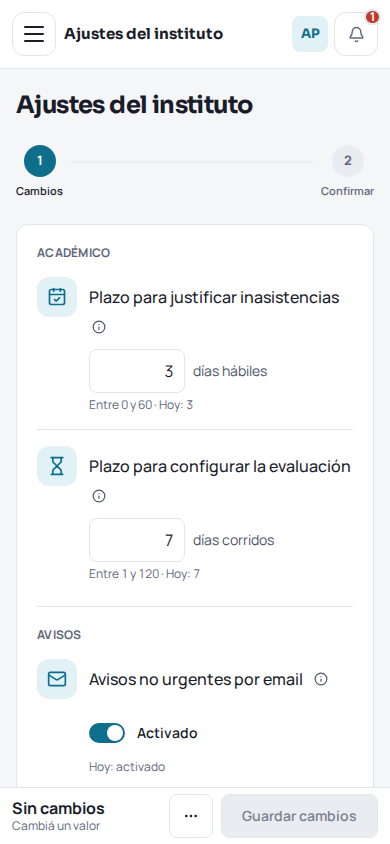 Ajustes del instituto
AP
1
Ajustes del instituto
1
2
Cambios
Confirmar
ACADÉMICO
Plazo para justificar inasistencias
3
días hábiles
Entre 0 y 60 · Hoy: 3
Plazo para configurar la evaluación
7
días corridos
Entre 1 y 120 · Hoy: 7
AVISOS
Avisos no urgentes por email
Activado
Hoy: activado
Sin cambios
Cambiá un valor
...
Guardar cambios